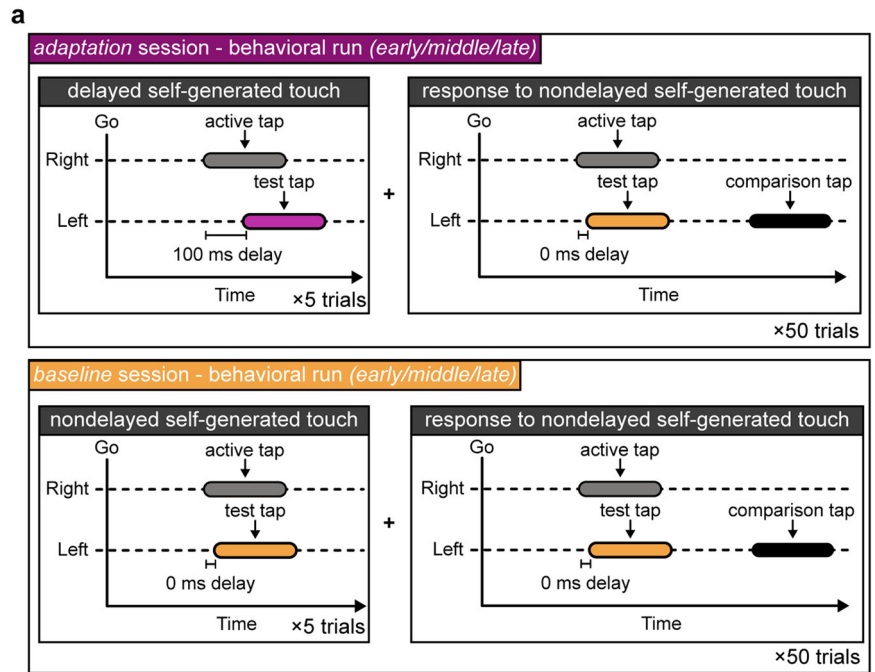 a
adaptation session - behavioral run (early/middle/late)
delayed self-generated touch
Go
active tap
Right
test tap
Left
100 ms delay
Time
×5 trials
+
response to nondelayed self-generated touch
Go
active tap
Right
test tap
comparison tap
Left
0 ms delay
Time
×50 trials
baseline session - behavioral run (early/middle/late)
nondelayed self-generated touch
Go
active tap
Right
test tap
Left
0 ms delay
Time
×5 trials
+
response to nondelayed self-generated touch
Go
active tap
Right
test tap
comparison tap
Left
0 ms delay
Time
×50 trials